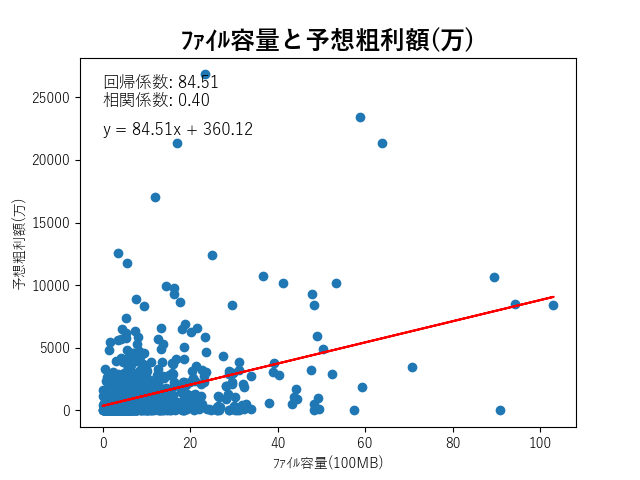 ﾌｧｲﾙ容量と予想粗利額(万)
回帰係数: 84.51
相関係数: 0.40
y = 84.51x + 360.12
予想粗利額(万)
25000
20000
15000
10000
5000
0
0 20 40 60 80 100
ﾌｧｲﾙ容量(100MB)